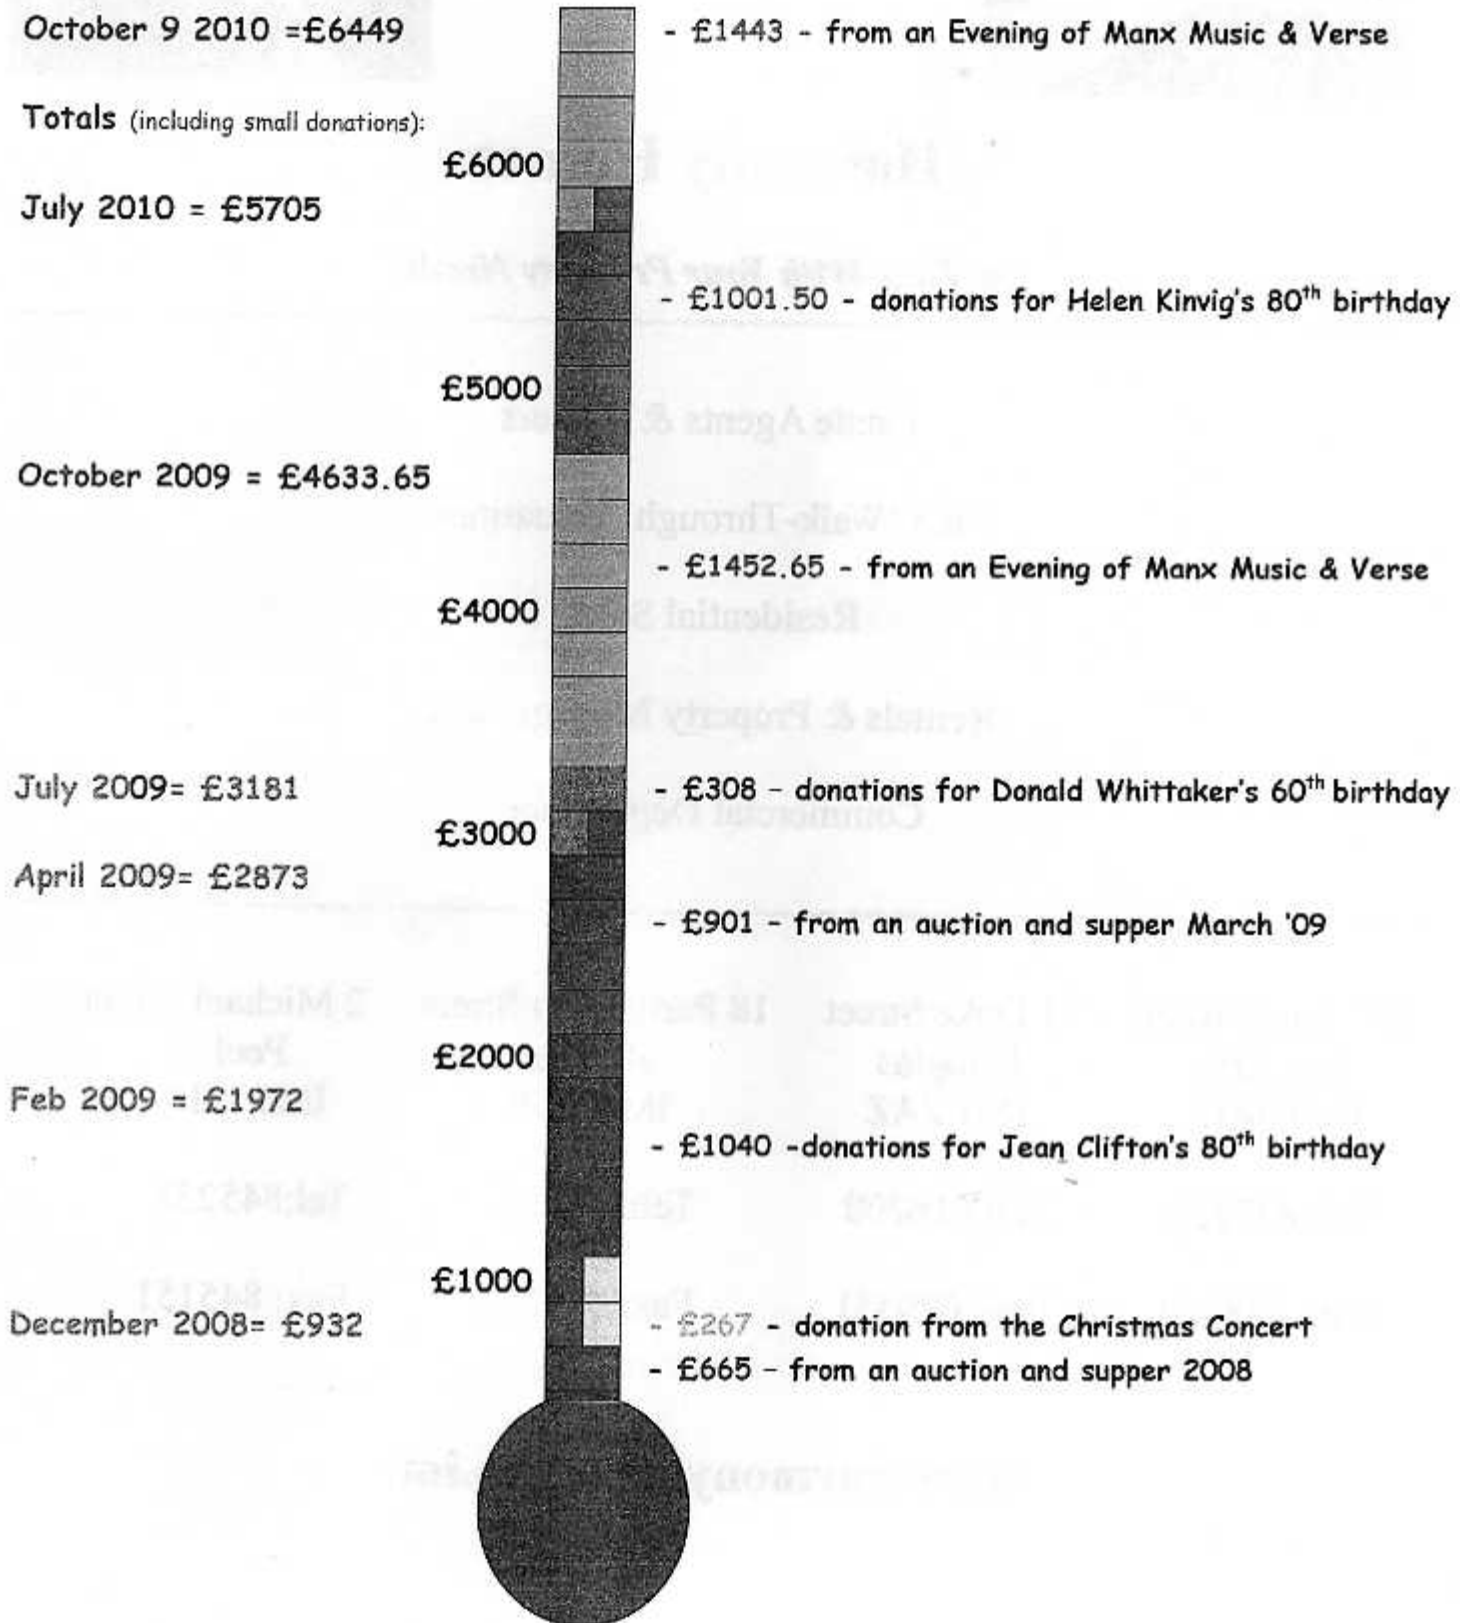 October 9 2010 =£6449
- £1443 - from an Evening of Manx Music & Verse
Totals (including small donations):
£6000
July 2010 = £5705
- £1001.50 - donations for Helen Kinvig's 80th birthday
£5000
October 2009 = £4633.65
- £1452.65 - from an Evening of Manx Music & Verse
£4000
July 2009= £3181
- £308 - donations for Donald Whittaker's 60th birthday
£3000
April 2009= £2873
- £901 - from an auction and supper March '09
£2000
Feb 2009 = £1972
- £1040 -donations for Jean Clifton's 80th birthday
£1000
December 2008= £932
- £267 - donation from the Christmas Concert
- £665 - from an auction and supper 2008